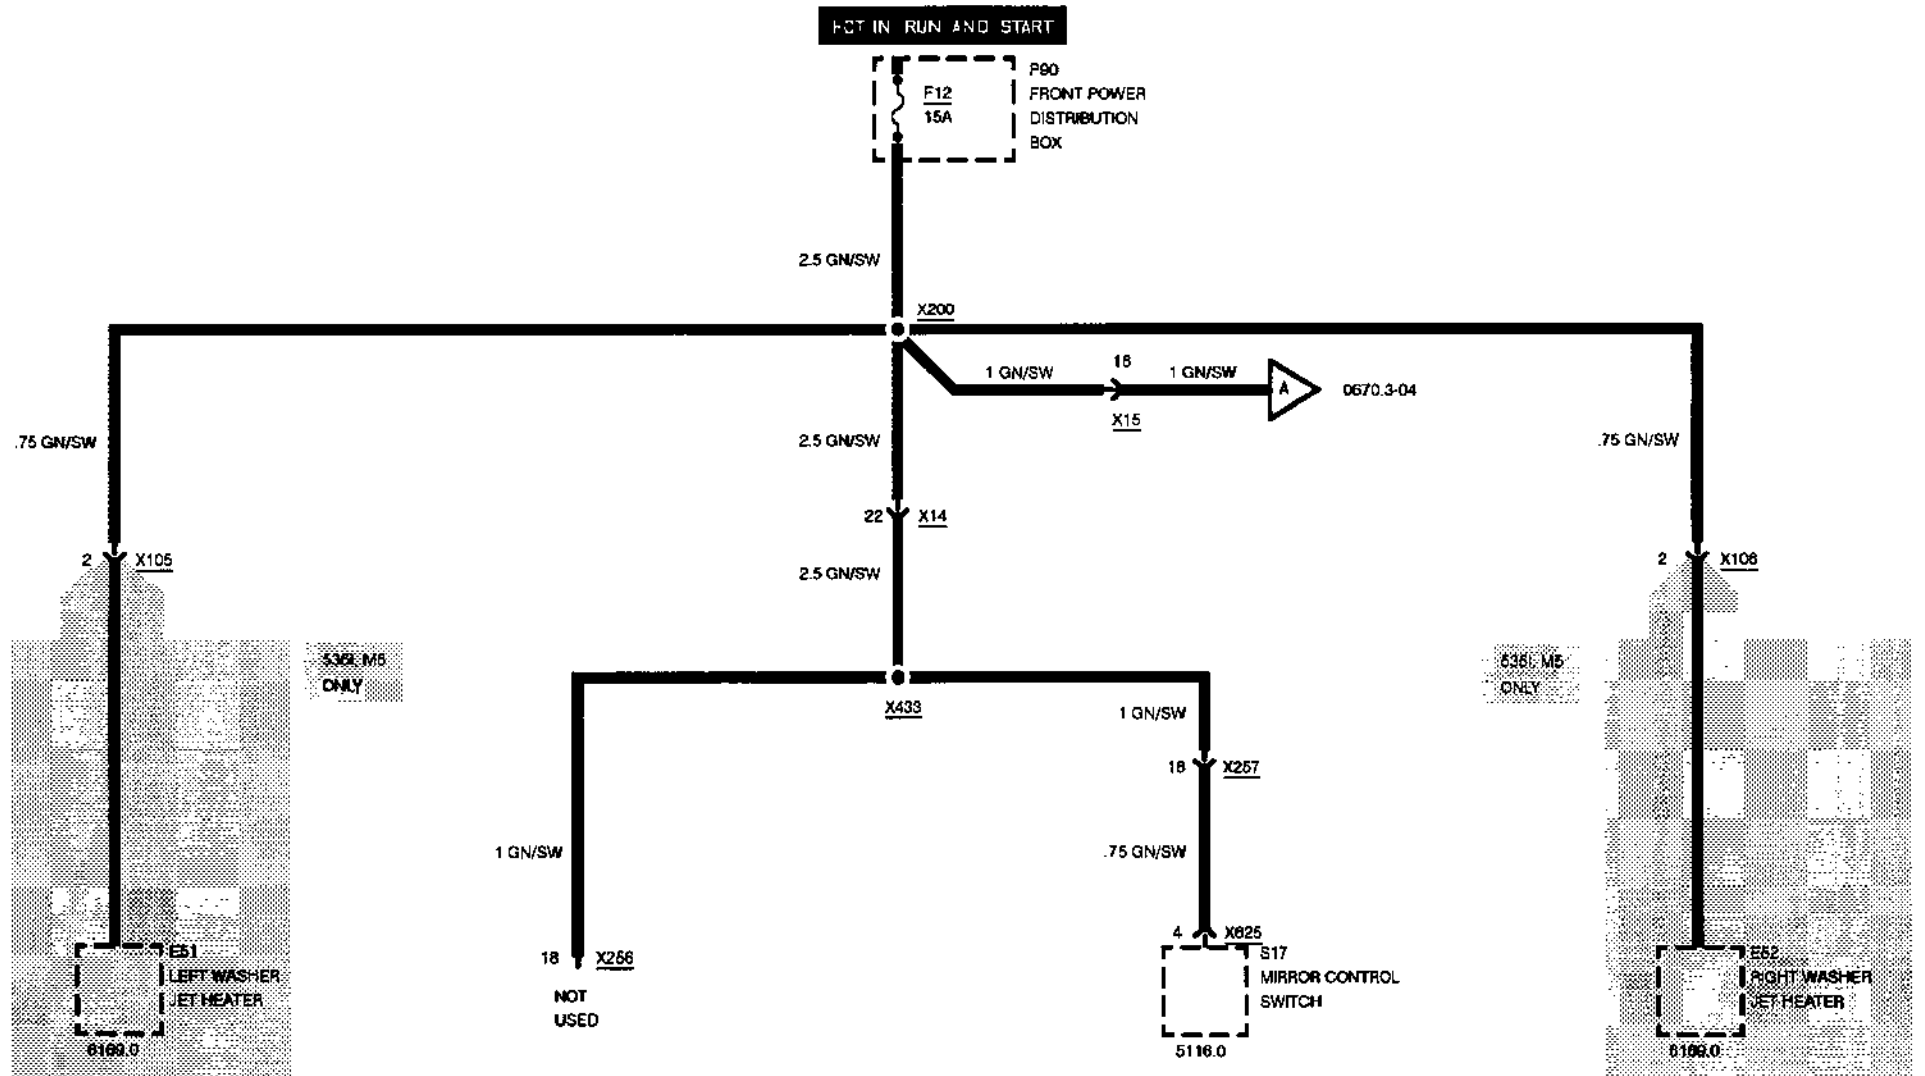 HOT IN RUN AND START
P90
FRONT POWER
DISTRIBUTION
BOX
F12
15A
2.5 GN/SW
X200
1 GN/SW
18
1 GN/SW
A
0670.3-04
X15
.75 GN/SW
2.5 GN/SW
.75 GN/SW
22
X14
2
X105
2.5 GN/SW
2
X106
535i, M5
ONLY
535i, M5
ONLY
X433
1 GN/SW
18
X257
1 GN/SW
.75 GN/SW
18
X256
NOT
USED
4
X625
S17
MIRROR CONTROL
SWITCH
5116.0
E51
LEFT WASHER
JET HEATER
6169.0
E52
RIGHT WASHER
JET HEATER
6169.0